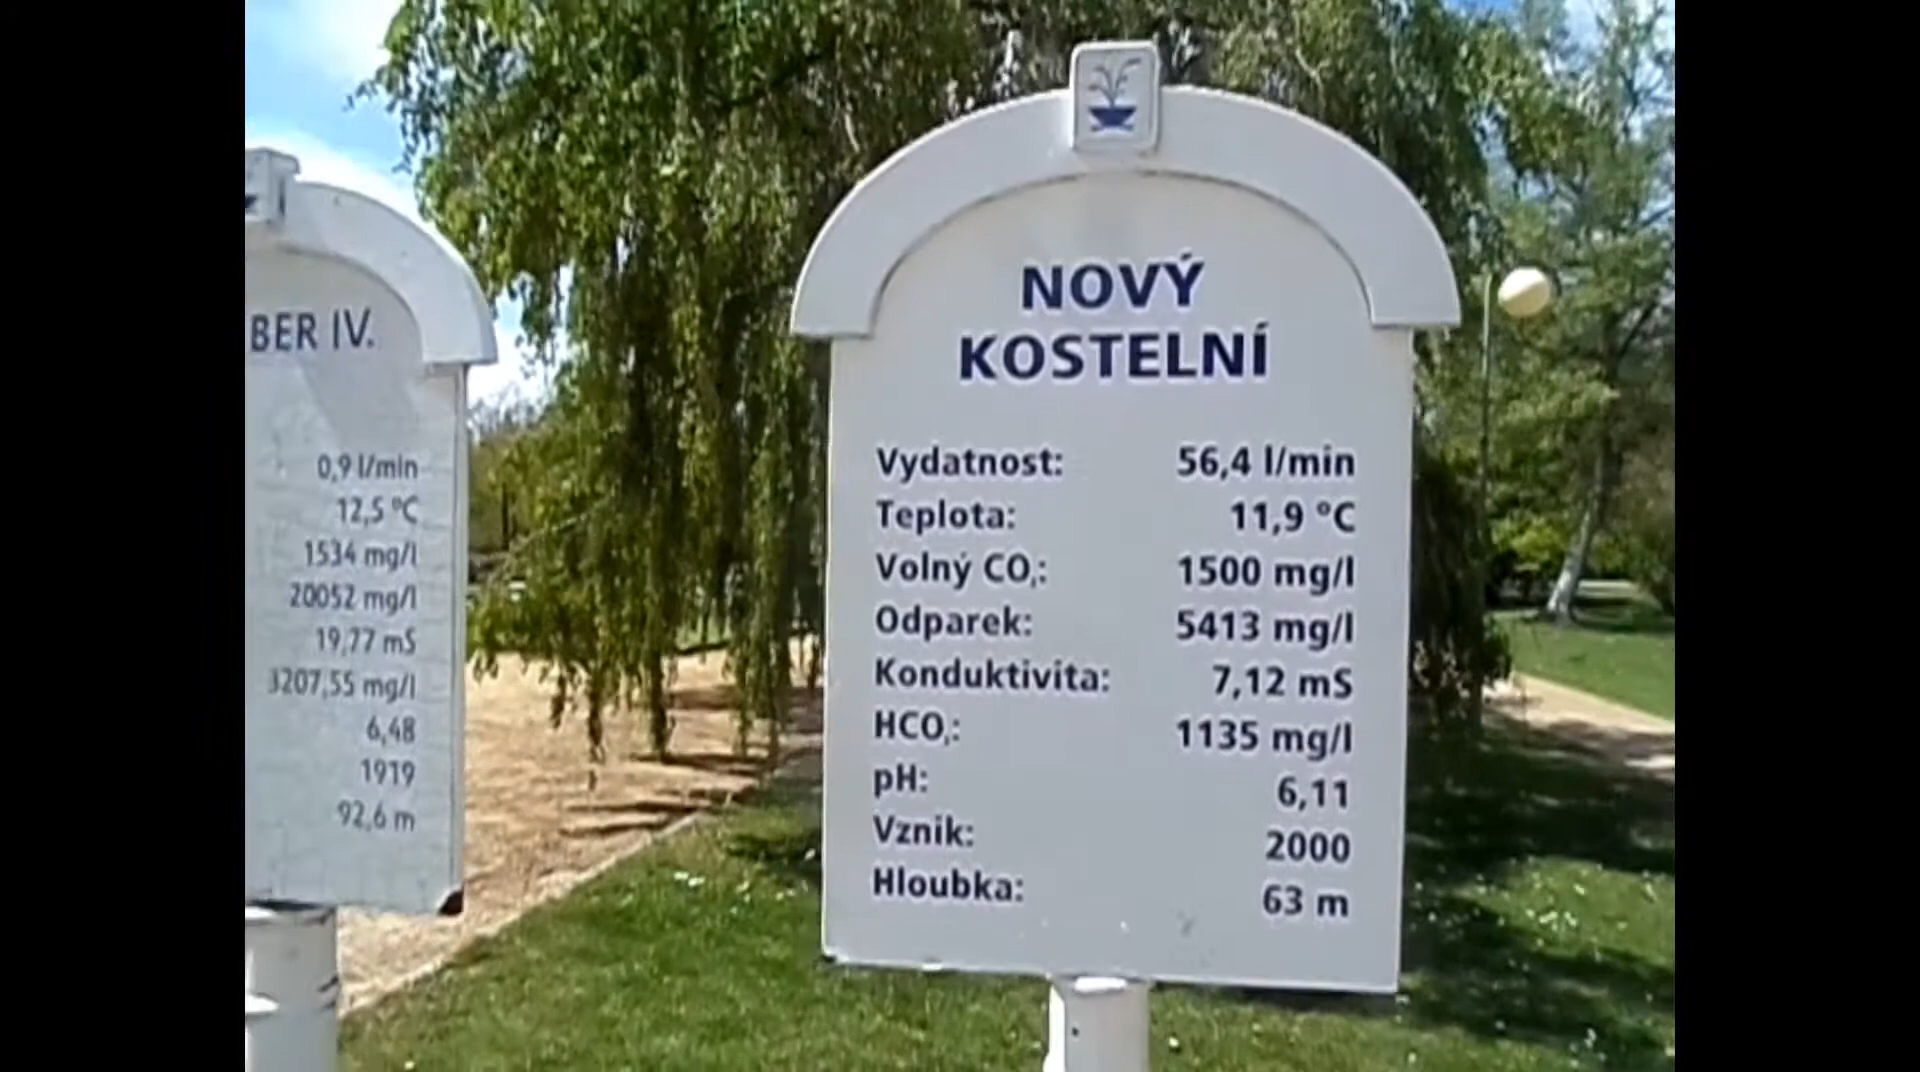 BER IV.
0,9 l/min
12,5 °C
1534 mg/l
20052 mg/l
19,77 mS
3207,55 mg/l
6,48
1919
92,6 m
NOVÝ
KOSTELNÍ
Vydatnost: 56,4 l/min
Teplota: 11,9 °C
Volný CO₂: 1500 mg/l
Odparek: 5413 mg/l
Konduktivita: 7,12 mS
HCO₃: 1135 mg/l
pH: 6,11
Vznik: 2000
Hloubka: 63 m